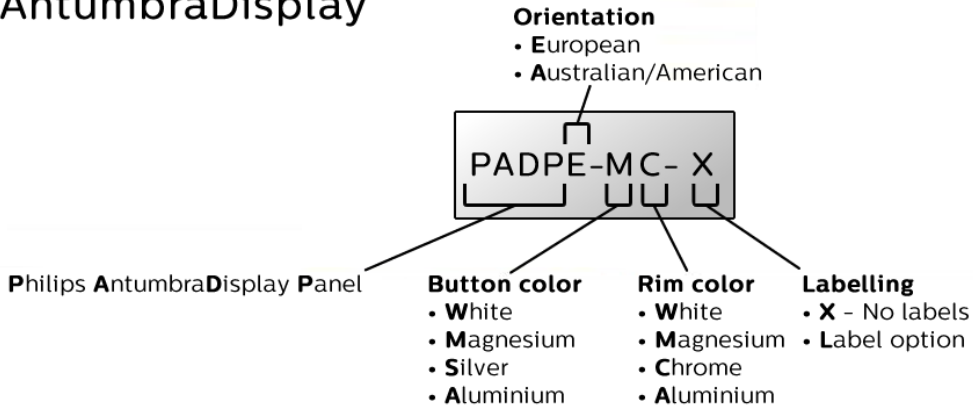 AntumbraDisplay
Orientation
• European
• Australian/American
PADPE-MC-X
Philips AntumbraDisplay Panel
Button color
• White
• Magnesium
• Silver
• Aluminium
Rim color
• White
• Magnesium
• Chrome
• Aluminium
Labelling
• X - No labels
• Label option